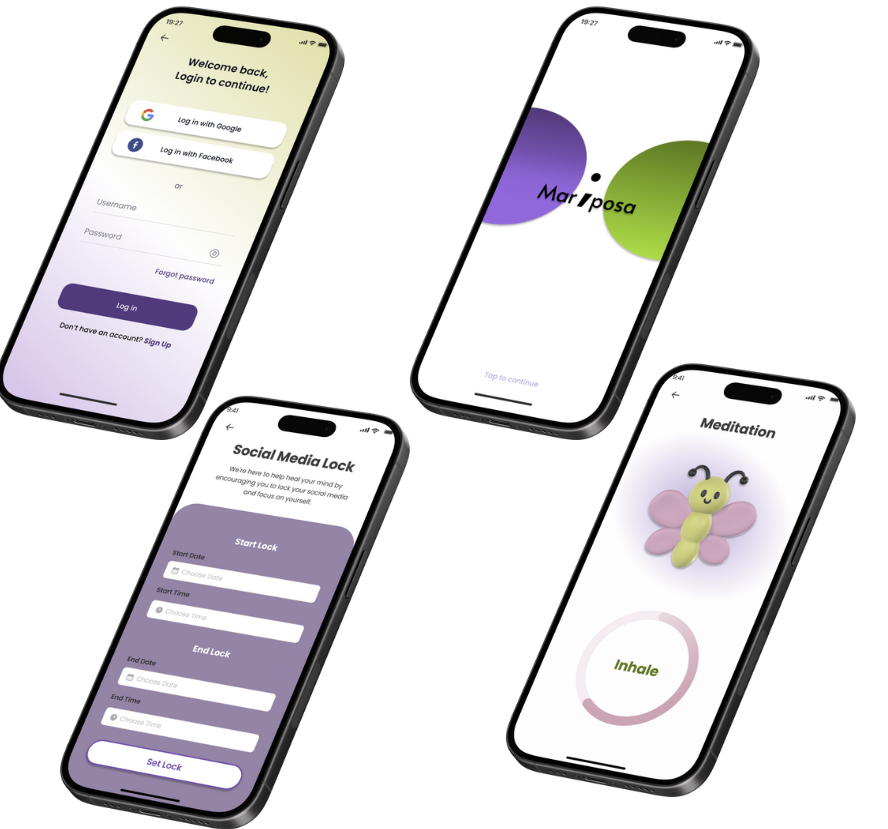 19:27
Welcome back,
Login to continue!
Log in with Google
Log in with Facebook
or
Username
Password
Forgot password
Log in
Don't have an account? Sign Up
19:27
Mariposa
Tap to continue
9:41
Social Media Lock
We're here to help heal your mind by
encouraging you to lock your social media
and focus on yourself.
Start Lock
Start Date
Choose Date
Start Time
Choose Time
End Lock
End Date
Choose Date
End Time
Choose Time
Set Lock
9:41
Meditation
Inhale